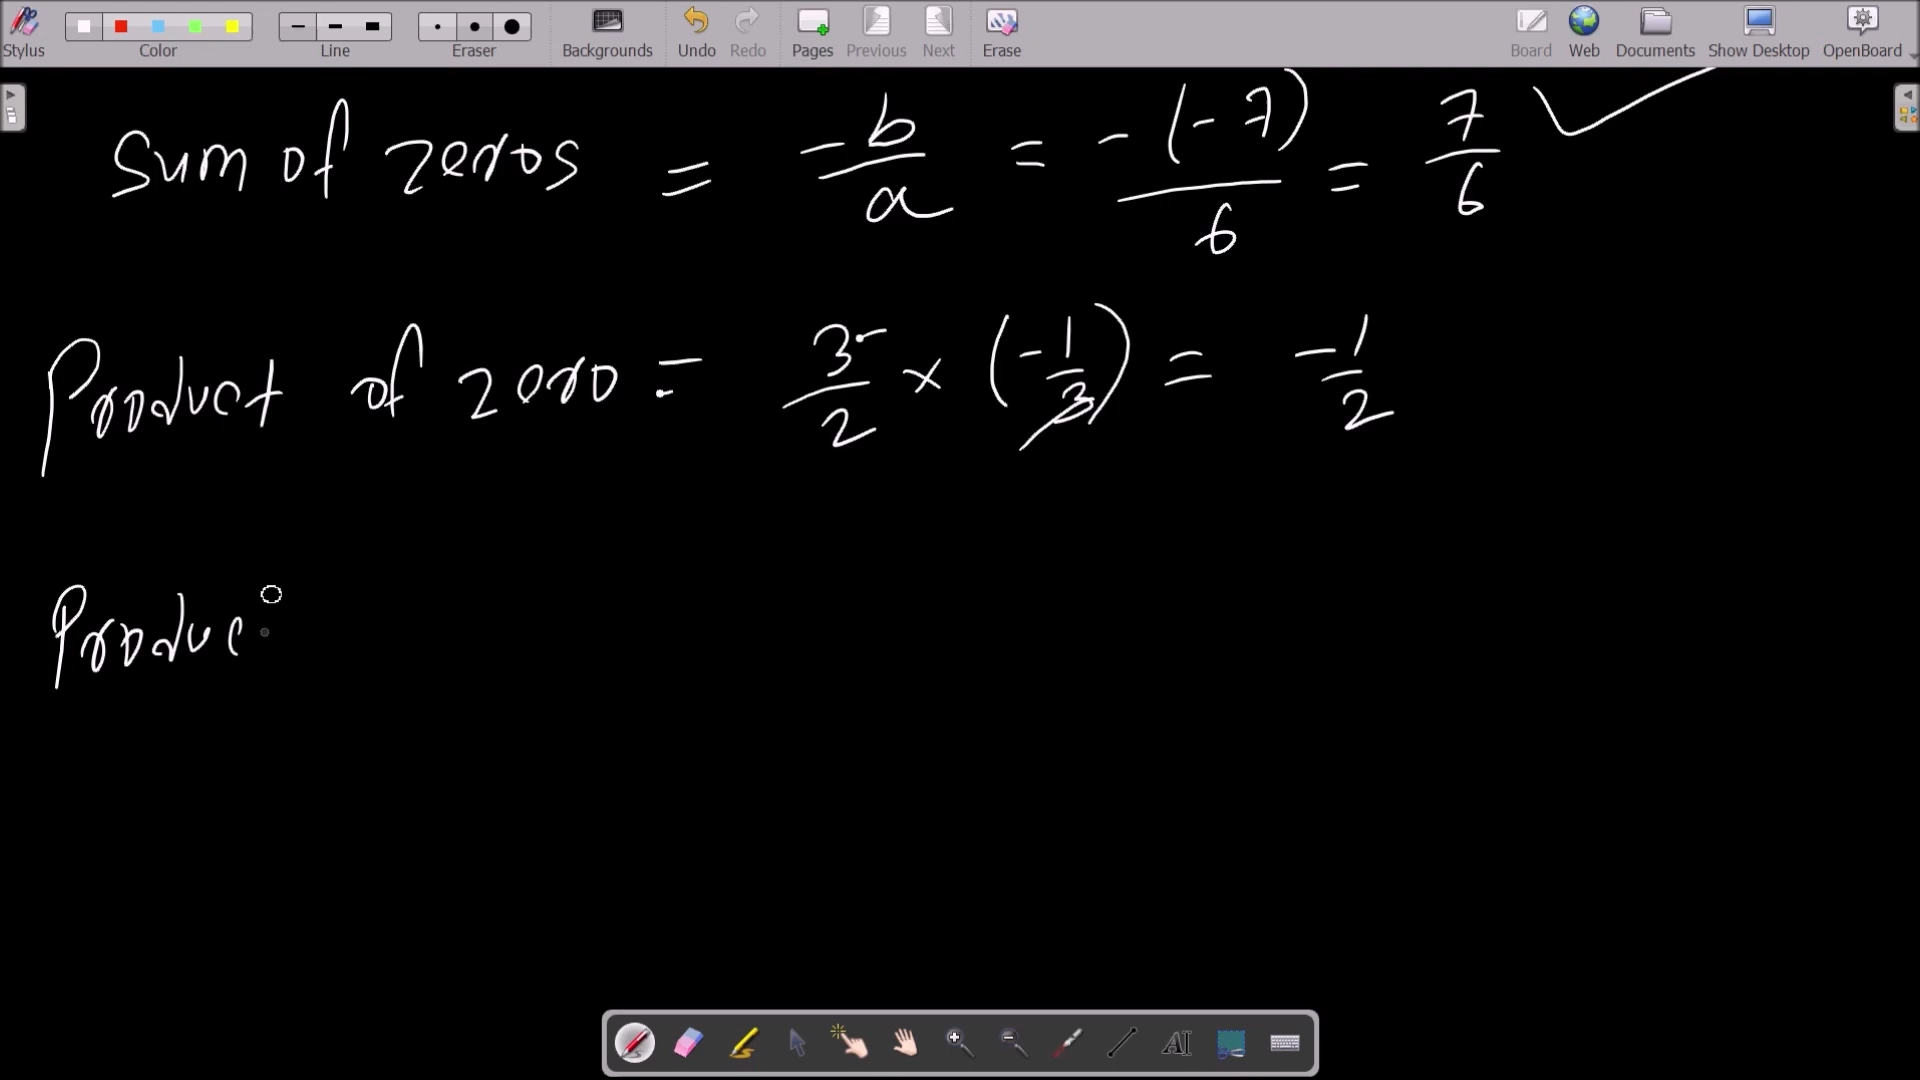 Stylus Color Line Eraser Backgrounds Undo Redo Pages Previous Next Erase Board Web Documents Show Desktop OpenBoard
Sum of zeros = -b/a = -(-7)/6 = 7/6 ✓
Product of zero = 3/2 × (-1/3) = -1/2
Produc
AI